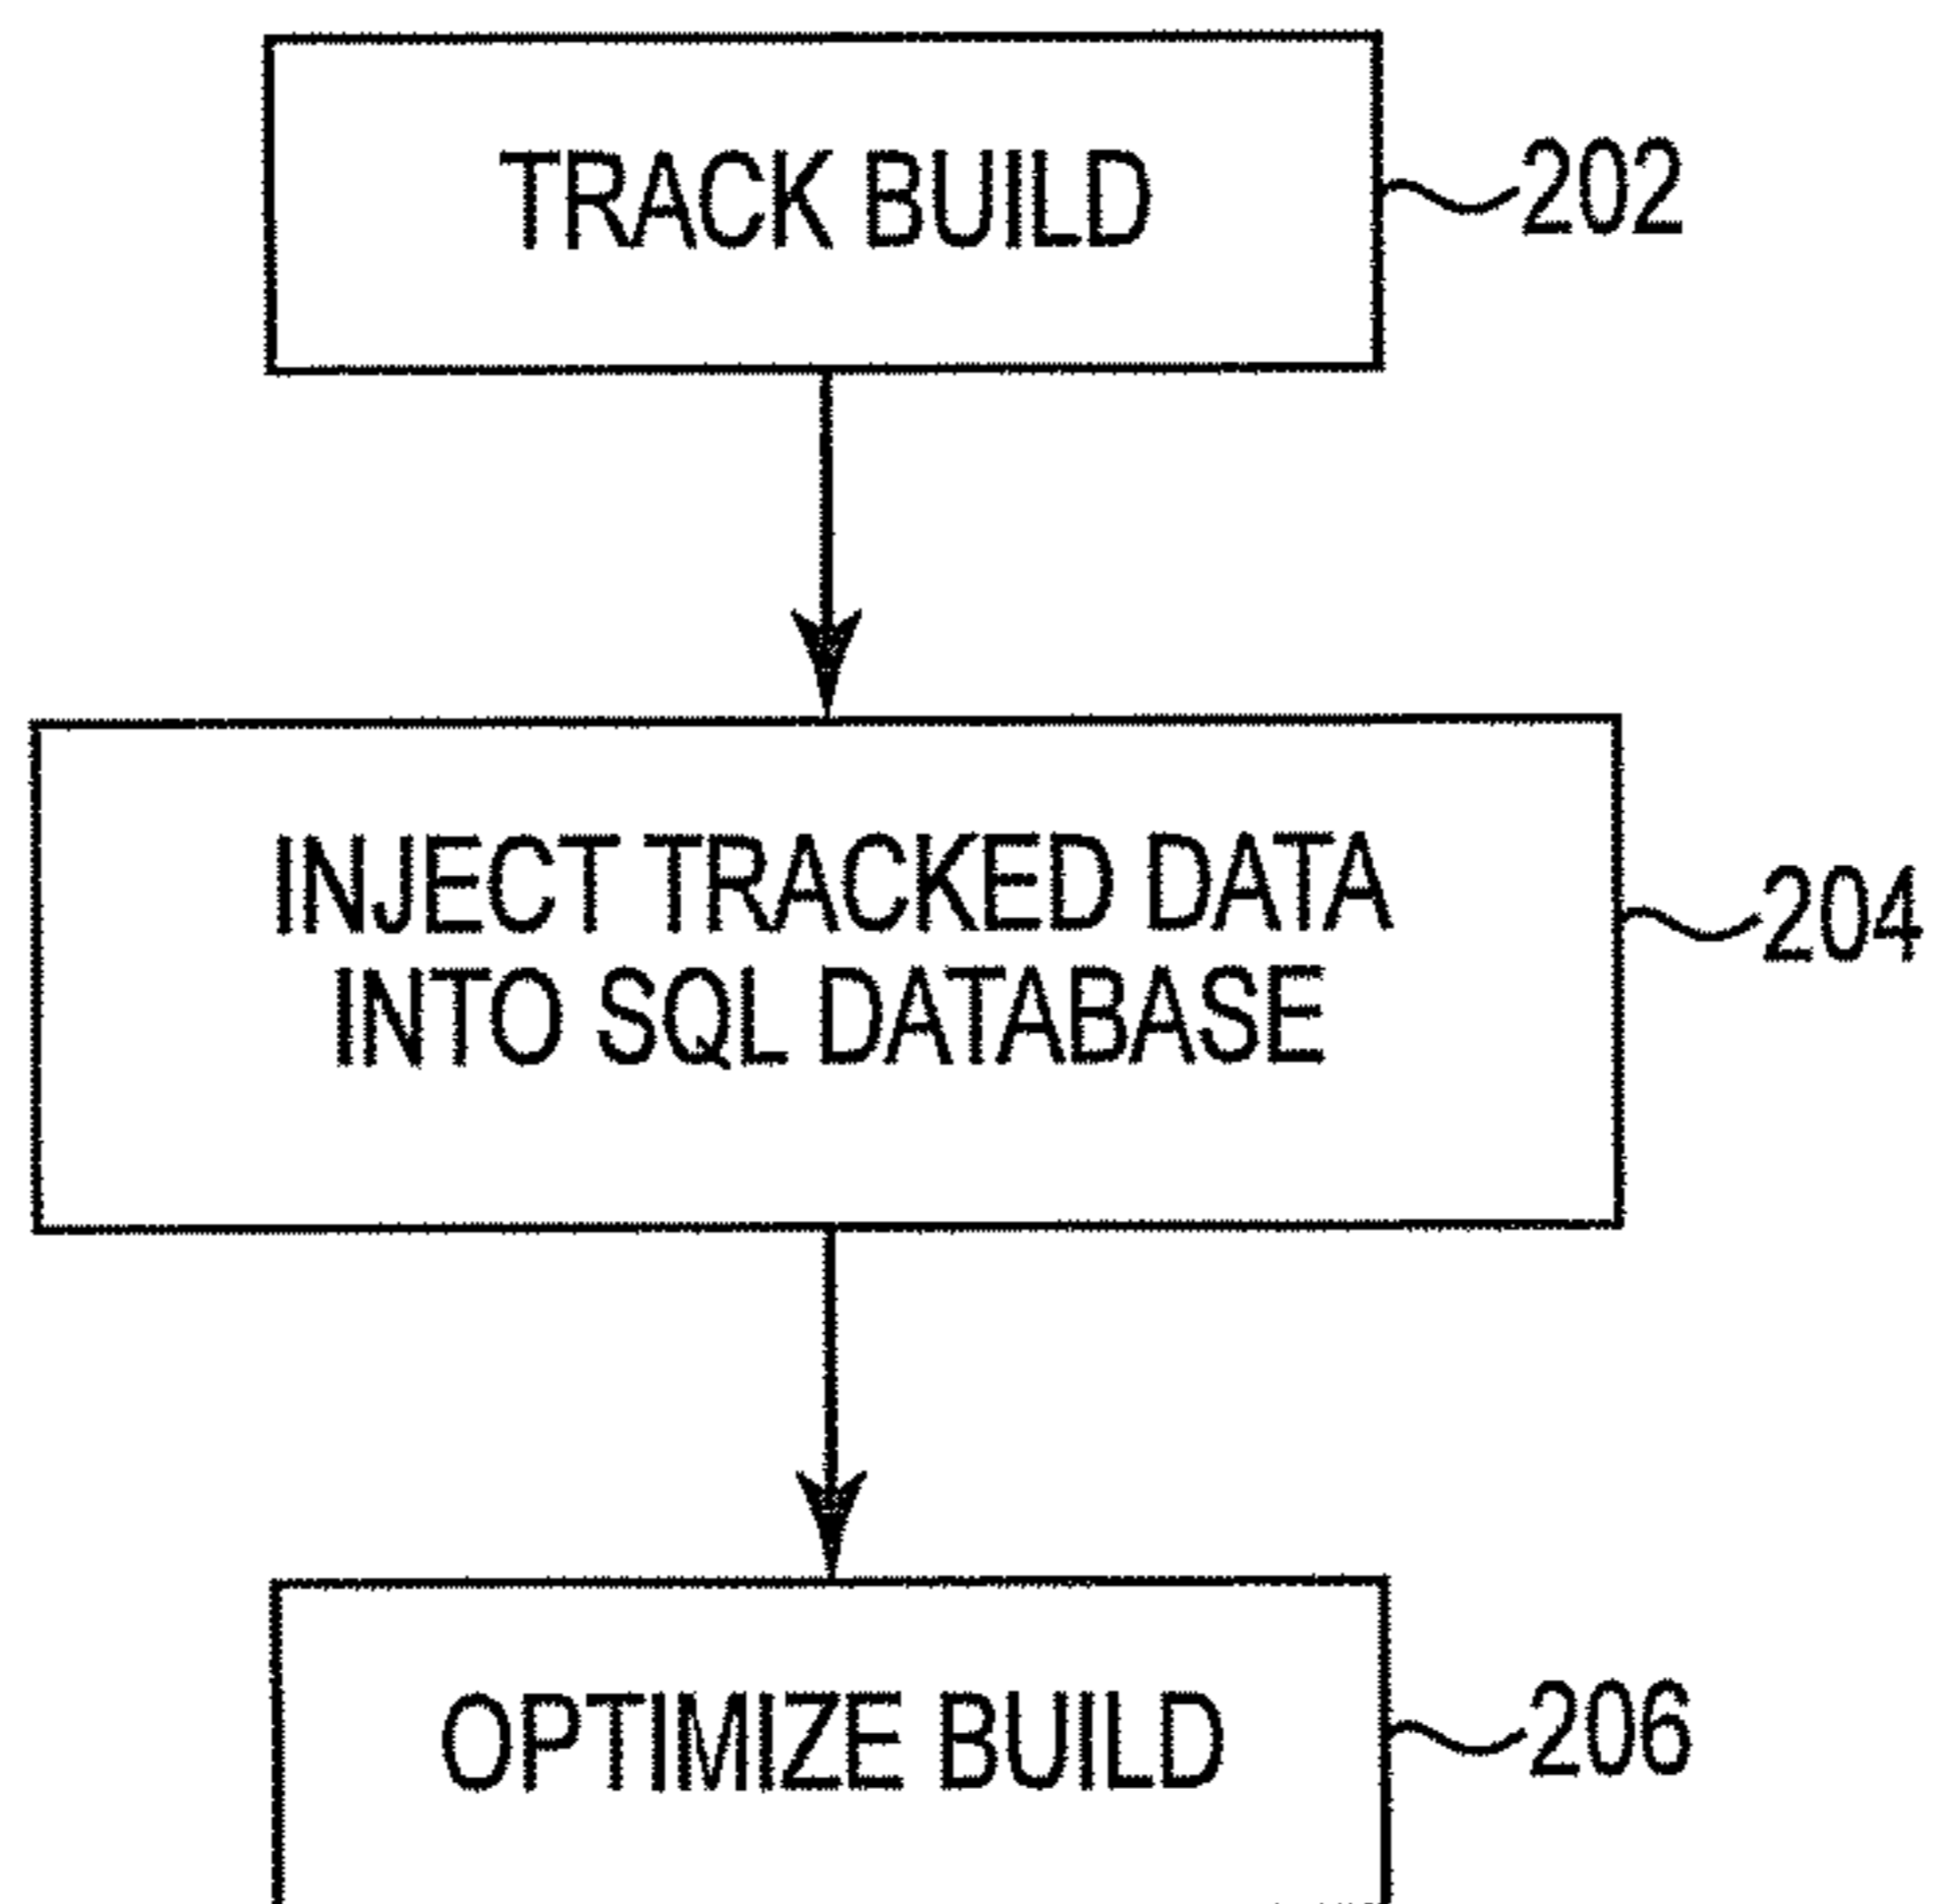 TRACK BUILD
202
INJECT TRACKED DATA
INTO SQL DATABASE
204
OPTIMIZE BUILD
206